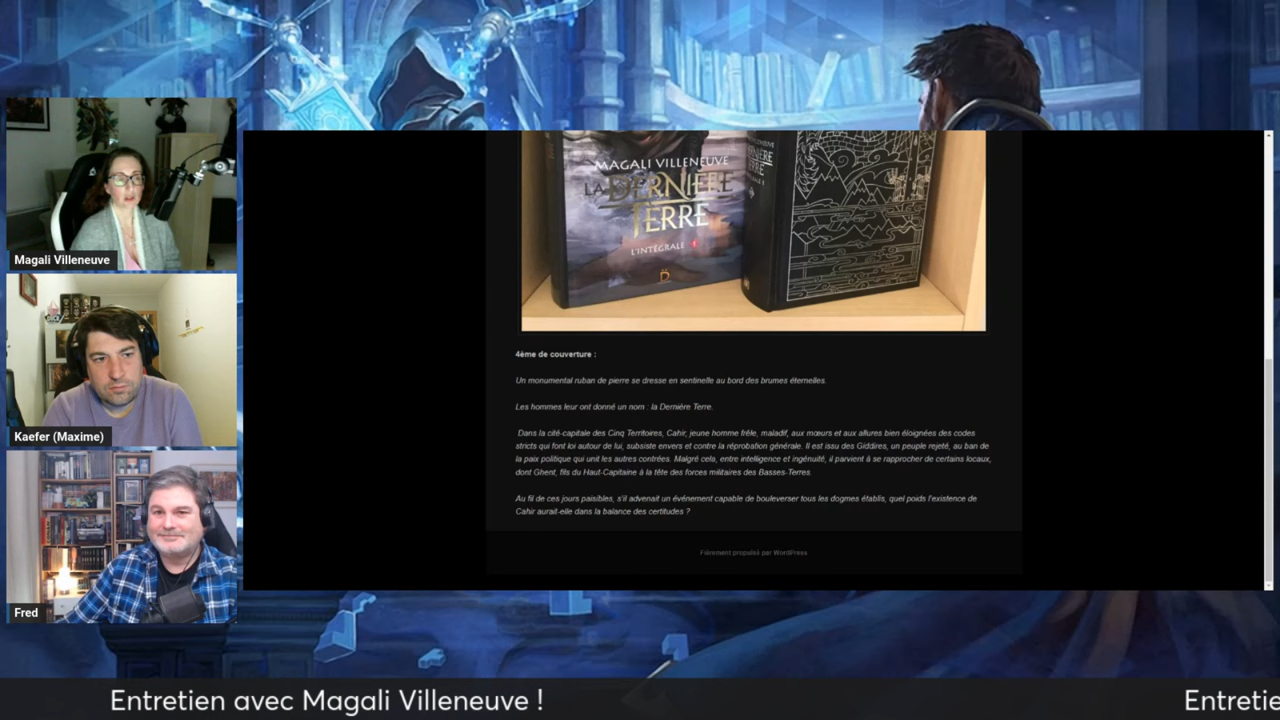 Magali Villeneuve
Kaefer (Maxime)
Fred
MAGALI VILLENEUVE
LA DERNIÈRE
TERRE
L'INTÉGRALE 1
4ème de couverture :
Un monumental ruban de pierre se dresse en sentinelle au bord des brumes éternelles.
Les hommes leur ont donné un nom : la Dernière Terre.
Dans la cité-capitale des Cinq Territoires, Cahir, jeune homme frêle, maladif, aux mœurs et aux allures bien éloignées des codes
stricts qui font loi autour de lui, subsiste envers et contre la réprobation générale. Il est issu des Giddires, un peuple rejeté, au ban de
la paix politique qui unit les autres contrées. Malgré cela, entre intelligence et ingénuité, il parvient à se rapprocher de certains locaux,
dont Ghent, fils du Haut-Capitaine à la tête des forces militaires des Basses-Terres.
Au fil de ces jours paisibles, s'il advenait un événement capable de bouleverser tous les dogmes établis, quel poids l'existence de
Cahir aurait-elle dans la balance des certitudes ?
Fièrement propulsé par WordPress
Entretien avec Magali Villeneuve !
Entretie